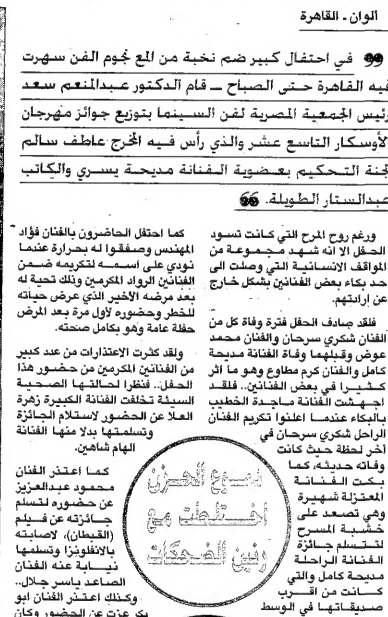 الوان - القاهرة
في احتفال كبير ضم نخبة من المع نجوم الفن سهرت
فيه القاهرة حتى الصباح ــ قام الدكتور عبدالمنعم سعد
رئيس الجمعية المصرية لفن السينما بتوزيع جوائز مهرجان
الأوسكار التاسع عشر والذي رأس فيه المخرج عاطف سالم
لجنة التحكيم بعضوية الفنانة مديحة يسري والكاتب
عبدالستار الطويلة.
ورغم روح المرح التي كانت تسود
الحفل إلا انه شهد مجموعة من
المواقف الانسانية التي وصلت الى
حد بكاء بعض الفنانين بشكل خارج
عن إرادتهم.
فلقد صادف الحفل فترة وفاة كل من
الفنان شكري سرحان والفنان محمد
عوض وقبلهما وفاة الفنانة مديحة
كامل والفنان كرم مطاوع وهو ما اثر
كثيرا في بعض الفنانين.. فلقد
اجهشت الفنانة ماجدة الخطيب
بالبكاء عندما اعلنوا تكريم الفنان
الراحل شكري سرحان في
آخر لحظة حيث كانت
وفاته حديثه، كما
بكت الفنانة
المعتزلة شهيرة
وهي تصعد على
خشبة المسرح
لتتسلم جائزة
الفنانة الراحلة
مديحة كامل والتي
كانت من اقرب
صديقاتها في الوسط
دموع الحزن
اختلطت مع
رنين الضحكات
كما احتفل الحاضرون بالفنان فؤاد
المهندس وصفقوا له بحرارة عندما
نودي على اسمه لتكريمه ضمن
الفنانين الرواد المكرمين وذلك تحية له
بعد مرضه الأخير الذي عرض حياته
للخطر وحضوره لأول مرة بعد المرض
حفلة عامة وهو بكامل صحته.
ولقد كثرت الاعتذارات من عدد كبير
من الفنانين المكرمين من حضور هذا
الحفل.. فنظرا لحالتها الصحية
السيئة تخلفت الفنانة الكبيرة زهرة
العلا عن الحضور لاستلام الجائزة
وتسلمتها بدلا منها الفنانة
الهام شاهين.
كما اعتذر الفنان
محمود عبدالعزيز
عن حضوره لتسلم
جائزته عن فيلم
(القبطان)، لاصابته
بالانفلونزا وتسلمها
نيابة عنه الفنان
الصاعد ياسر جلال..
وكذلك اعتذر الفنان ابو
بكر عزت عن الحضور وكان